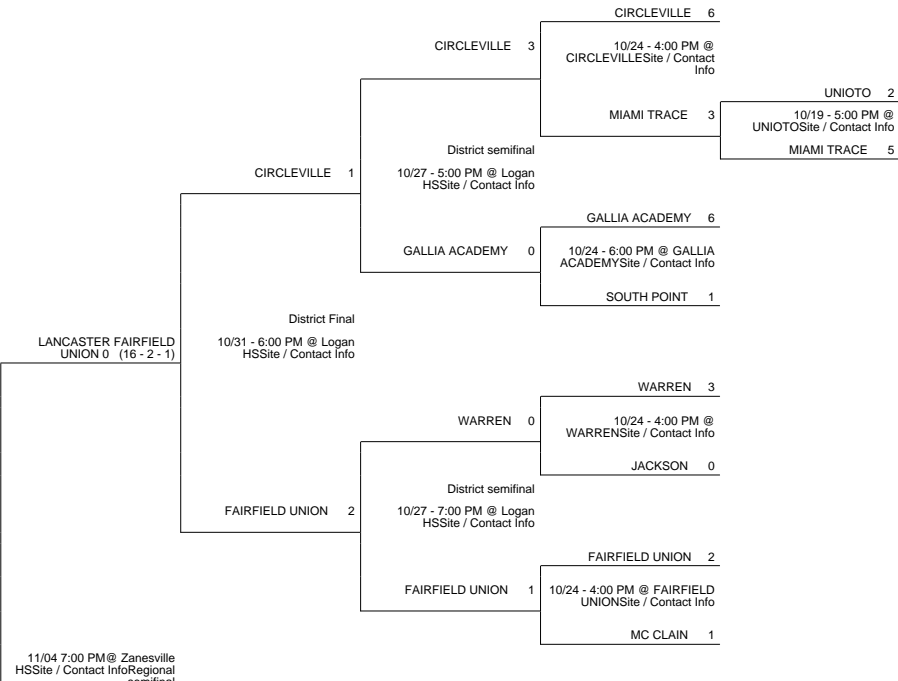 CIRCLEVILLE 6
CIRCLEVILLE 3
10/24 - 4:00 PM @
CIRCLEVILLESite / Contact
Info
UNIOTO 2
MIAMI TRACE 3
10/19 - 5:00 PM @
UNIOTOSite / Contact Info
District semifinal
MIAMI TRACE 5
CIRCLEVILLE 1
10/27 - 5:00 PM @ Logan
HSSite / Contact Info
GALLIA ACADEMY 6
GALLIA ACADEMY 0
10/24 - 6:00 PM @ GALLIA
ACADEMYSite / Contact Info
SOUTH POINT 1
District Final
LANCASTER FAIRFIELD
UNION 0 (16 - 2 - 1)
10/31 - 6:00 PM @ Logan
HSSite / Contact Info
WARREN 3
WARREN 0
10/24 - 4:00 PM @
WARRENSite / Contact Info
JACKSON 0
District semifinal
FAIRFIELD UNION 2
10/27 - 7:00 PM @ Logan
HSSite / Contact Info
FAIRFIELD UNION 2
FAIRFIELD UNION 1
10/24 - 4:00 PM @ FAIRFIELD
UNIONSite / Contact Info
MC CLAIN 1
11/04 7:00 PM@ Zanesville
HSSite / Contact InfoRegional
semifinal